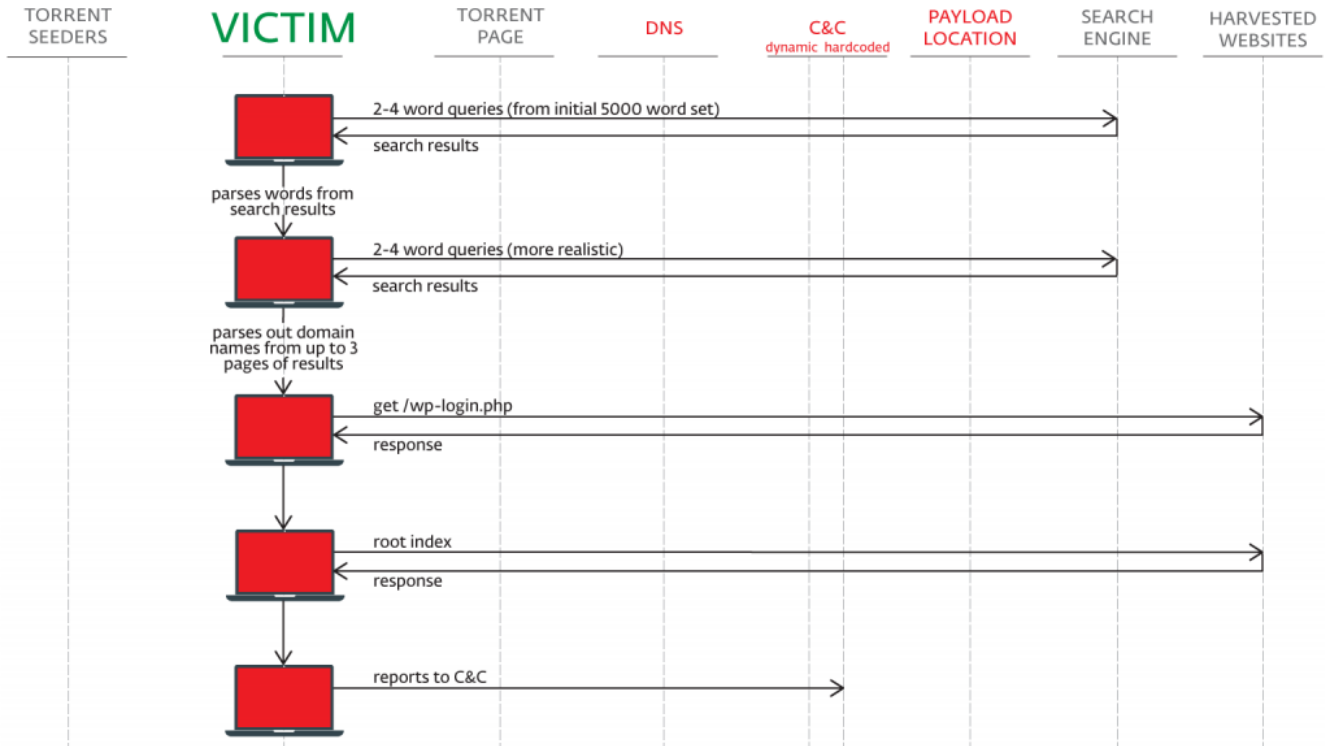 TORRENT
SEEDERS
VICTIM
TORRENT
PAGE
DNS
C&C
dynamic hardcoded
PAYLOAD
LOCATION
SEARCH
ENGINE
HARVESTED
WEBSITES
2-4 word queries (from initial 5000 word set)
search results
parses words from
search results
2-4 word queries (more realistic)
search results
parses out domain
names from up to 3
pages of results
get /wp-login.php
response
root index
response
reports to C&C